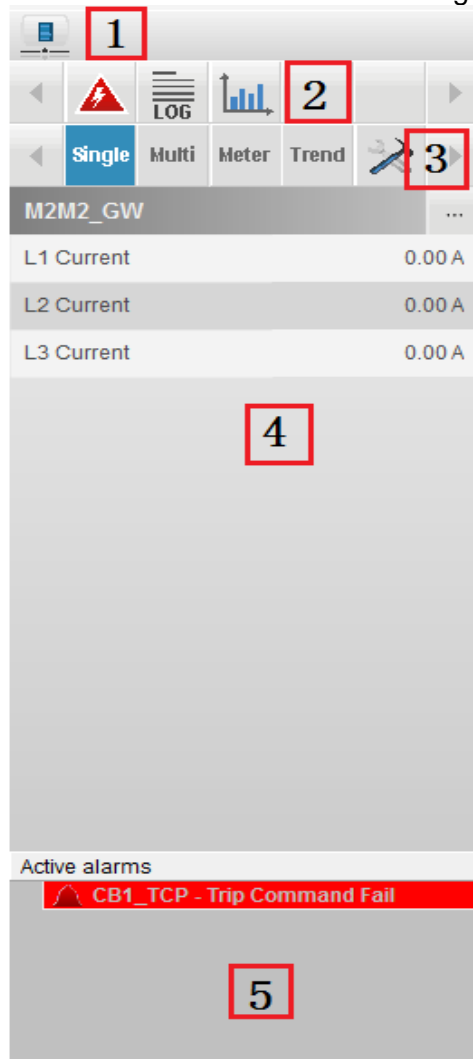 1
LOG
2
Single Multi Meter Trend 3
M2M2_GW ...
L1 Current 0.00 A
L2 Current 0.00 A
L3 Current 0.00 A
4
Active alarms
CB1_TCP - Trip Command Fail
5